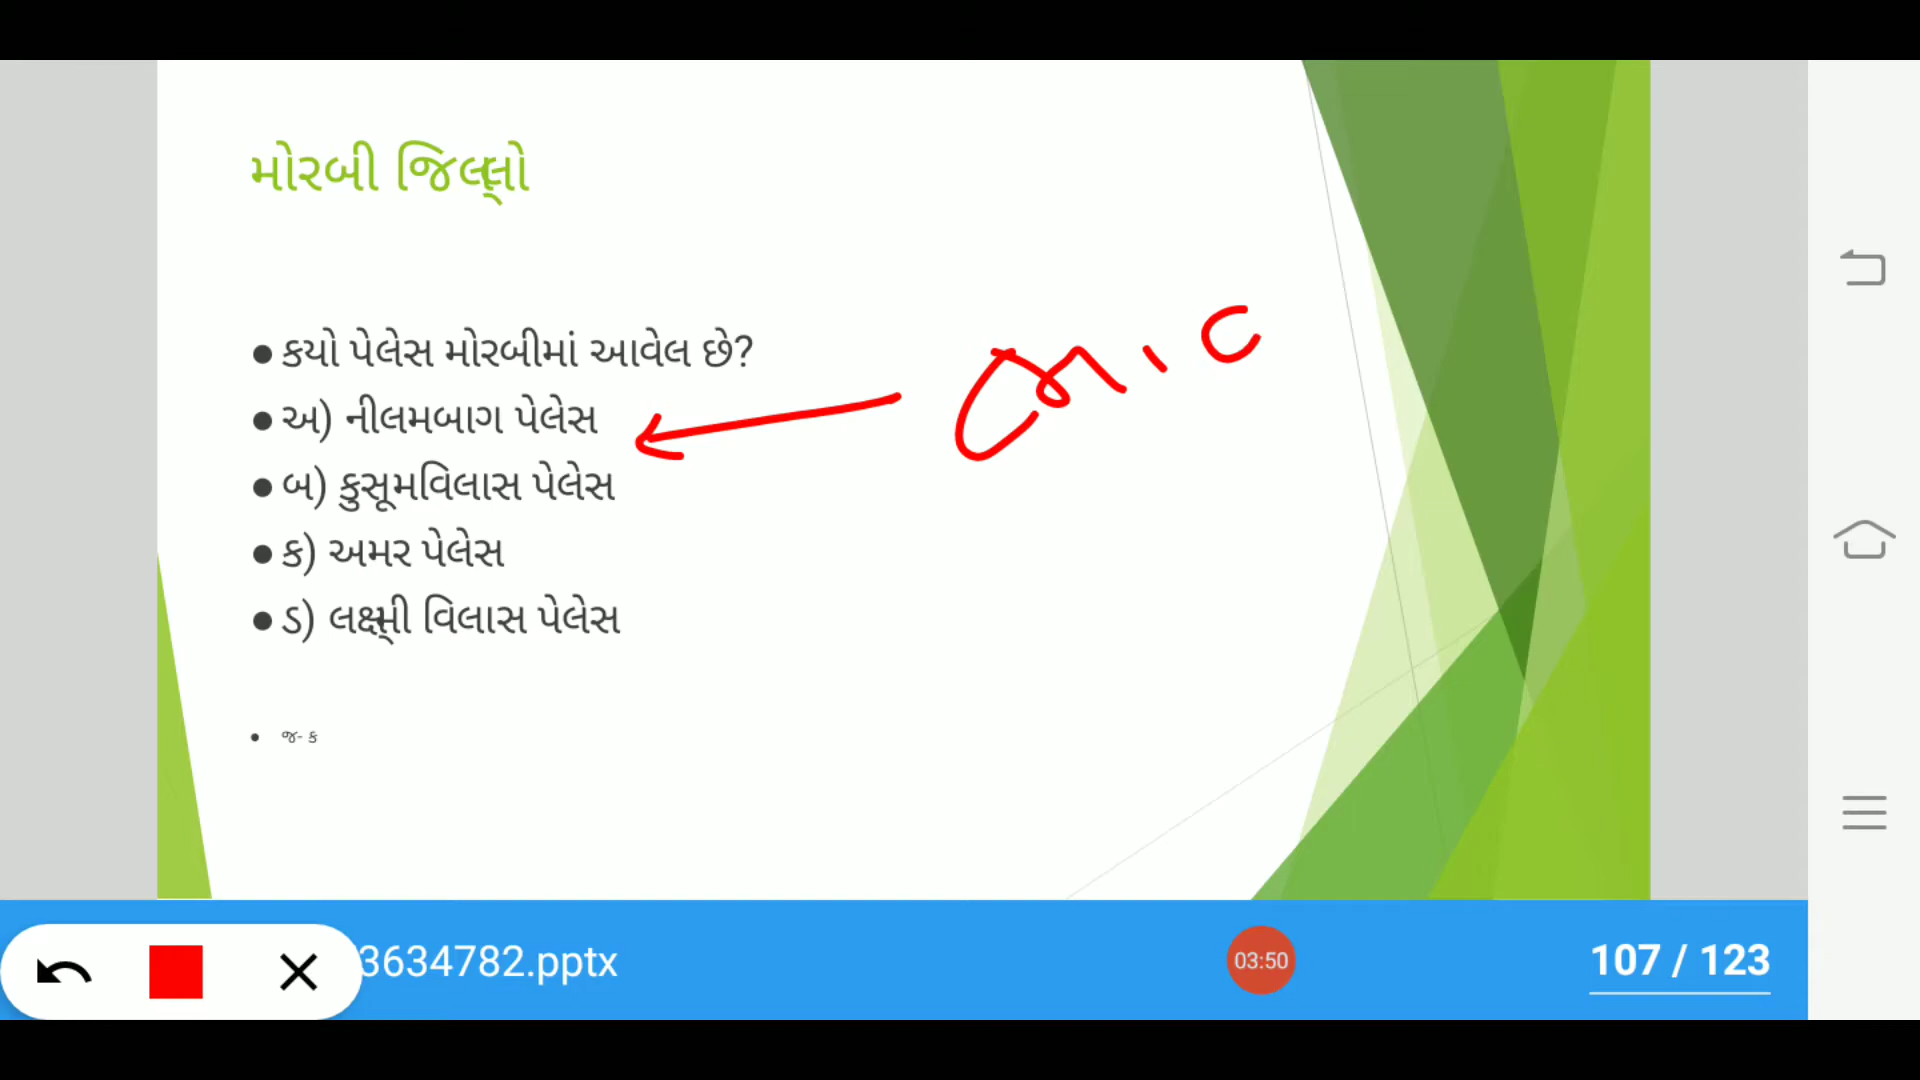 મોરબી જિલ્લો
● કયો પેલેસ મોરબીમાં આવેલ છે?
● અ) નીલમબાગ પેલેસ
● બ) કુસૂમવિલાસ પેલેસ
● ક) અમર પેલેસ
● ડ) લક્ષ્મી વિલાસ પેલેસ
• જ- ક
3634782.pptx
03:50
107 / 123